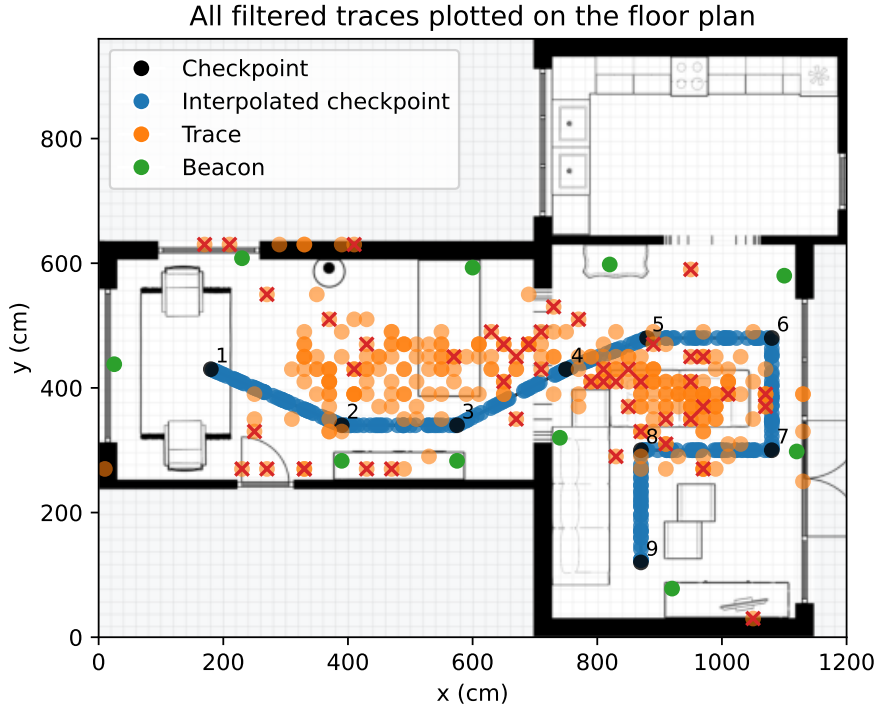 All filtered traces plotted on the floor plan
Checkpoint
Interpolated checkpoint
Trace
Beacon
y (cm)
800
600
400
200
0
1
2
3
4
5
6
7
8
9
0 200 400 600 800 1000 1200
x (cm)